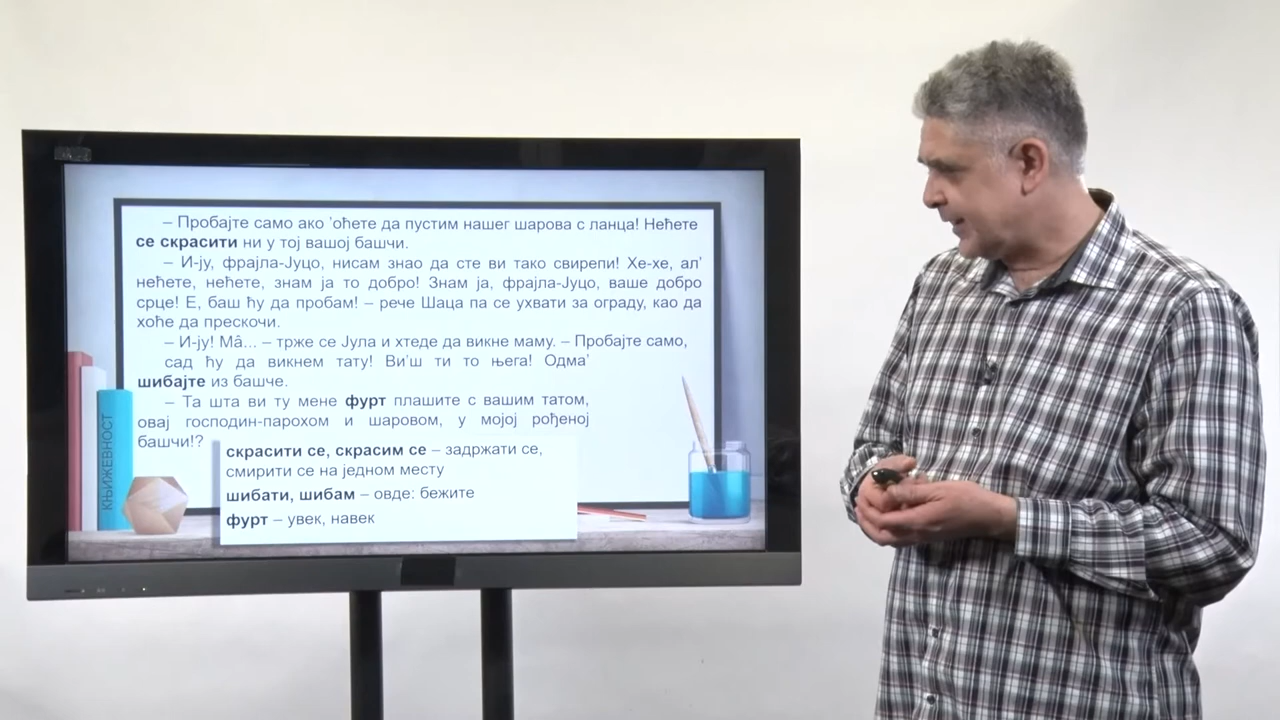 – Пробајте само ако ’оћете да пустим нашег шарова с ланца! Нећете
се скрасити ни у тој вашој башчи.
– И-ју, фрајла-Јуцо, нисам знао да сте ви тако свирепи! Хе-хе, ал’
нећете, нећете, знам ја то добро! Знам ја, фрајла-Јуцо, ваше добро
срце! Е, баш ћу да пробам! – рече Шаца па се ухвати за ограду, као да
хоће да прескочи.
– И-ју! Мâ... – трже се Јула и хтеде да викне маму. – Пробајте само,
сад ћу да викнем тату! Ви’ш ти то њега! Одма’
шибајте из башче.
– Та шта ви ту мене фурт плашите с вашим татом,
овај господин-парохом и шаровом, у мојој рођеној
башчи!?
КЊИЖЕВНОСТ
скрасити се, скрасим се – задржати се,
смирити се на једном месту
шибати, шибам – овде: бежите
фурт – увек, навек